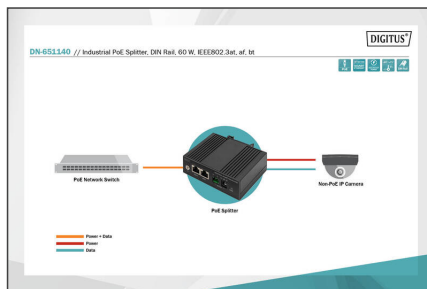 DIGITUS®
DN-651140 // Industrial PoE Splitter, DIN Rail, 60 W, IEEE802.3at, af, bt
PoE Network Switch
PoE Splitter
Non-PoE IP Camera
Power + Data
Power
Data